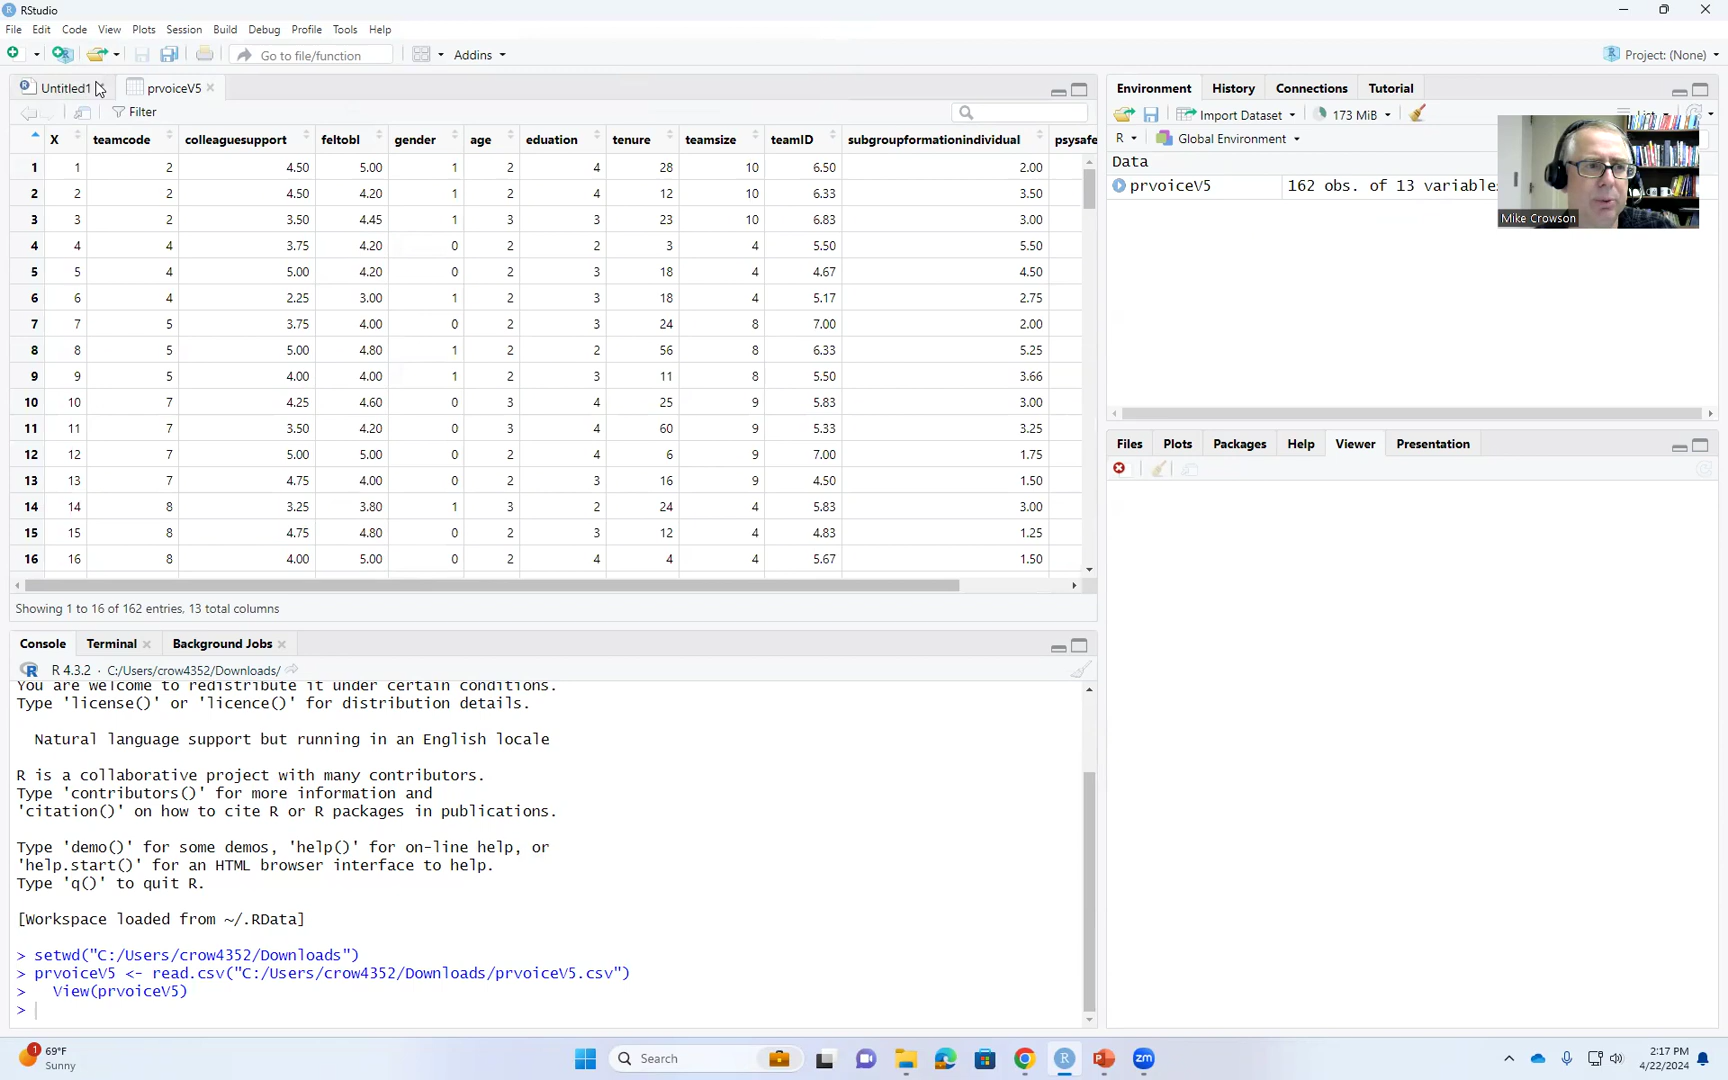 RStudio
File Edit Code View Plots Session Build Debug Profile Tools Help
Go to file/function Addins Project: (None)
Untitled1 prvoiceV5
Filter
X teamcode colleaguesupport feltobl gender age eduation tenure teamsize teamID subgroupformationindividual psysafe
1 1 2 4.50 5.00 1 2 4 28 10 6.50 2.00
2 2 2 4.50 4.20 1 2 4 12 10 6.33 3.50
3 3 2 3.50 4.45 1 3 3 23 10 6.83 3.00
4 4 4 3.75 4.20 0 2 2 3 4 5.50 5.50
5 5 4 5.00 4.20 0 2 3 18 4 4.67 4.50
6 6 4 2.25 3.00 1 2 3 18 4 5.17 2.75
7 7 5 3.75 4.00 0 2 3 24 8 7.00 2.00
8 8 5 5.00 4.80 1 2 2 56 8 6.33 5.25
9 9 5 4.00 4.00 1 2 3 11 8 5.50 3.66
10 10 7 4.25 4.60 0 3 4 25 9 5.83 3.00
11 11 7 3.50 4.20 0 3 4 60 9 5.33 3.25
12 12 7 5.00 5.00 0 2 4 6 9 7.00 1.75
13 13 7 4.75 4.00 0 2 3 16 9 4.50 1.50
14 14 8 3.25 3.80 1 3 2 24 4 5.83 3.00
15 15 8 4.75 4.80 0 2 3 12 4 4.83 1.25
16 16 8 4.00 5.00 0 2 4 4 4 5.67 1.50
Showing 1 to 16 of 162 entries, 13 total columns
Console Terminal Background Jobs
R 4.3.2 · C:/Users/crow4352/Downloads/
You are welcome to redistribute it under certain conditions.
Type 'license()' or 'licence()' for distribution details.
Natural language support but running in an English locale
R is a collaborative project with many contributors.
Type 'contributors()' for more information and
'citation()' on how to cite R or R packages in publications.
Type 'demo()' for some demos, 'help()' for on-line help, or
'help.start()' for an HTML browser interface to help.
Type 'q()' to quit R.
[Workspace loaded from ~/.RData]
> setwd("C:/Users/crow4352/Downloads")
> prvoiceV5 <- read.csv("C:/Users/crow4352/Downloads/prvoiceV5.csv")
> View(prvoiceV5)
>
Environment History Connections Tutorial
Import Dataset 173 MiB List
R Global Environment
Data
prvoiceV5 162 obs. of 13 variables
Mike Crowson
Files Plots Packages Help Viewer Presentation
1 69°F
Sunny
Search
2:17 PM
4/22/2024